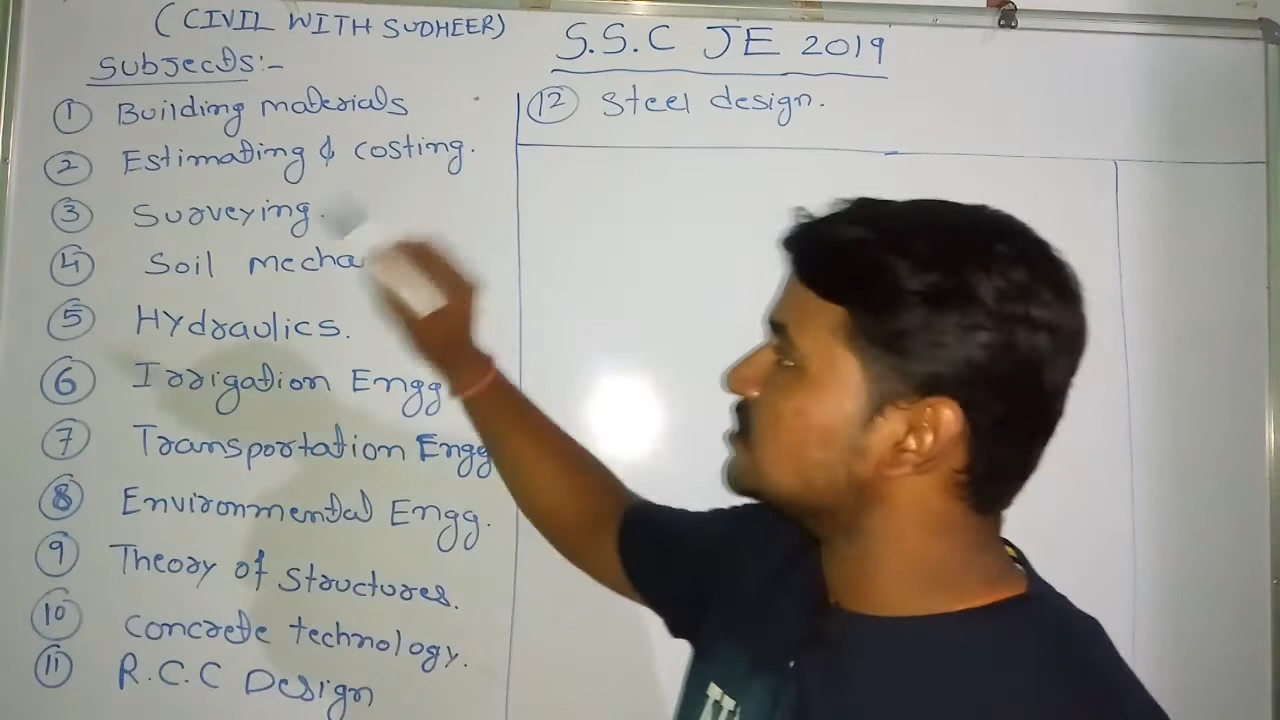 (CIVIL WITH SUDHEER)
S.S.C JE 2019
Subjects:-
① Building materials
② Estimating & costing.
③ Surveying.
④ Soil mecha
⑤ Hydraulics.
⑥ Irrigation Engg
⑦ Transportation Engg
⑧ Environmental Engg.
⑨ Theory of structures.
⑩ concrete technology.
⑪ R.C.C Design
⑫ Steel design.